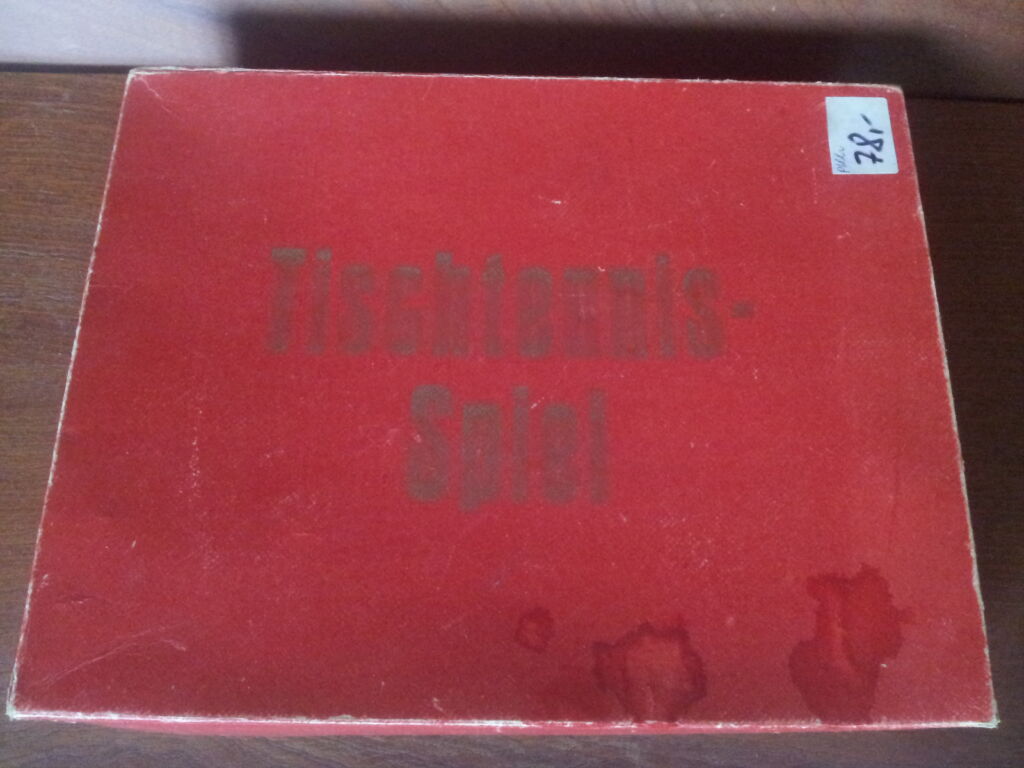 Tischtennis-
Spiel
78,-